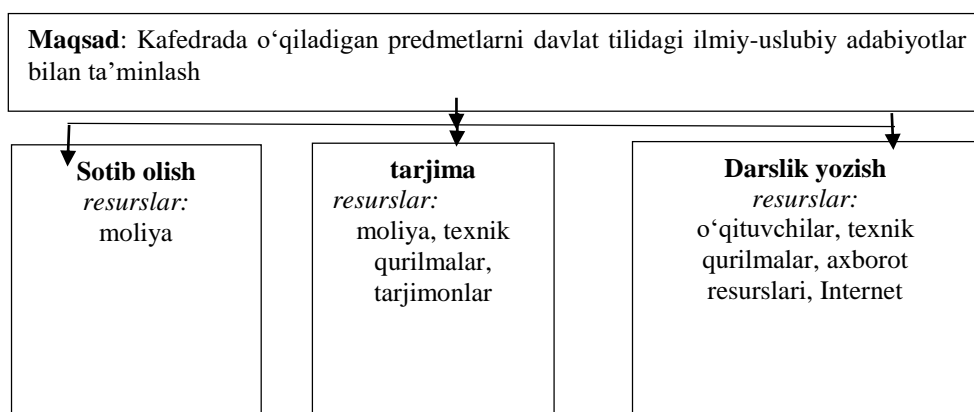 Maqsad: Kafedrada o‘qiladigan predmetlarni davlat tilidagi ilmiy-uslubiy adabiyotlar
bilan ta’minlash
Sotib olish
resurslar:
moliya
tarjima
resurslar:
moliya, texnik
qurilmalar,
tarjimonlar
Darslik yozish
resurslar:
o‘qituvchilar, texnik
qurilmalar, axborot
resurslari, Internet